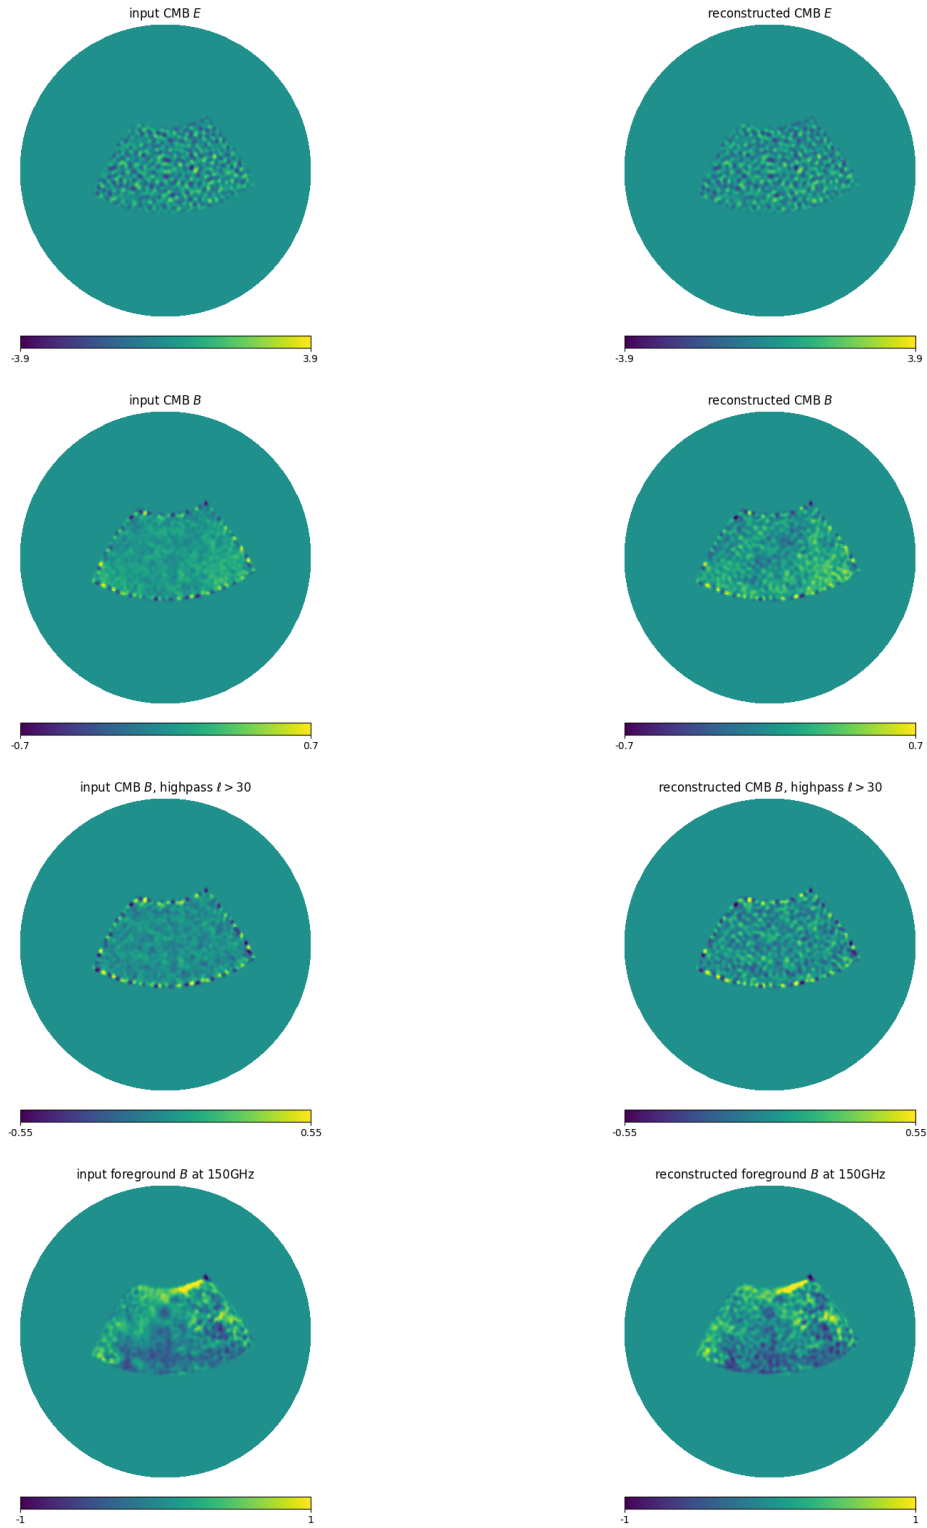 input CMB E
reconstructed CMB E
-3.9 3.9
-3.9 3.9
input CMB B
reconstructed CMB B
-0.7 0.7
-0.7 0.7
input CMB B, highpass ℓ > 30
reconstructed CMB B, highpass ℓ > 30
-0.55 0.55
-0.55 0.55
input foreground B at 150GHz
reconstructed foreground B at 150GHz
-1 1
-1 1